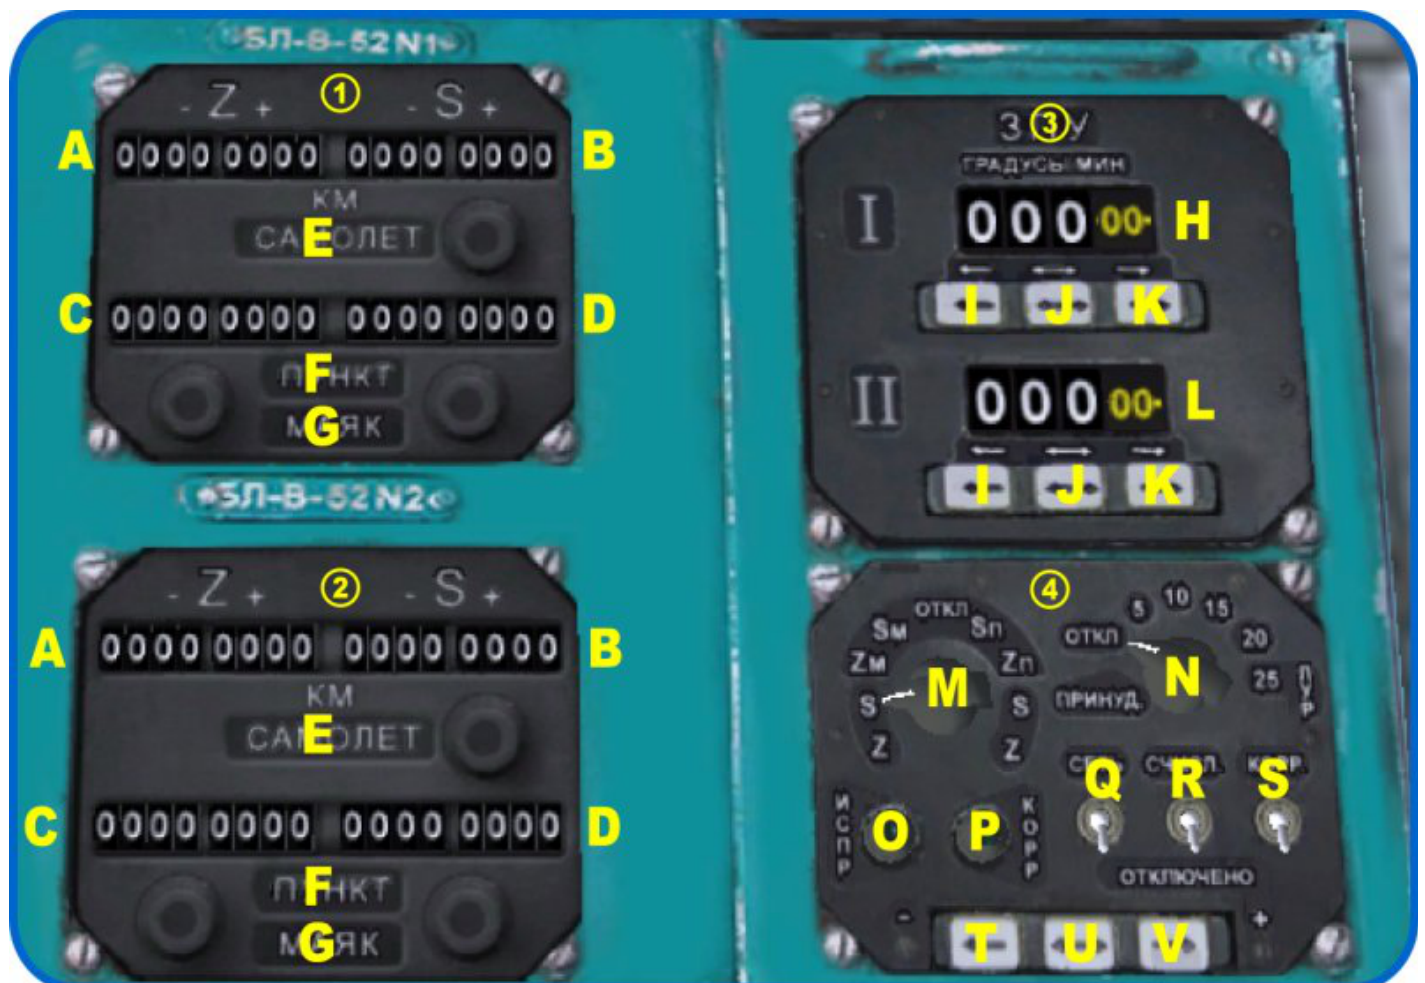 БЛ-В-52 N1
- Z + ① - S +
A 0000 0000 0000 0000 B
КМ
E
C 0000 0000 0000 0000 D
F
G
БЛ-В-52 N2
- Z + ② - S +
A 0000 0000 0000 0000 B
КМ
E
C 0000 0000 0000 0000 D
F
G
③
ГРАДУСЫ МИН
I 000 00 H
I J K
II 000 00 L
I J K
④
ОТКЛ
Sм Sп
Zм Zп
S M S
Z Z
5 10 15
ОТКЛ 20
N 25
ПРИНУД.
ИСПР O P КОРР
Q R S
ОТКЛЮЧЕНО
- T U V +